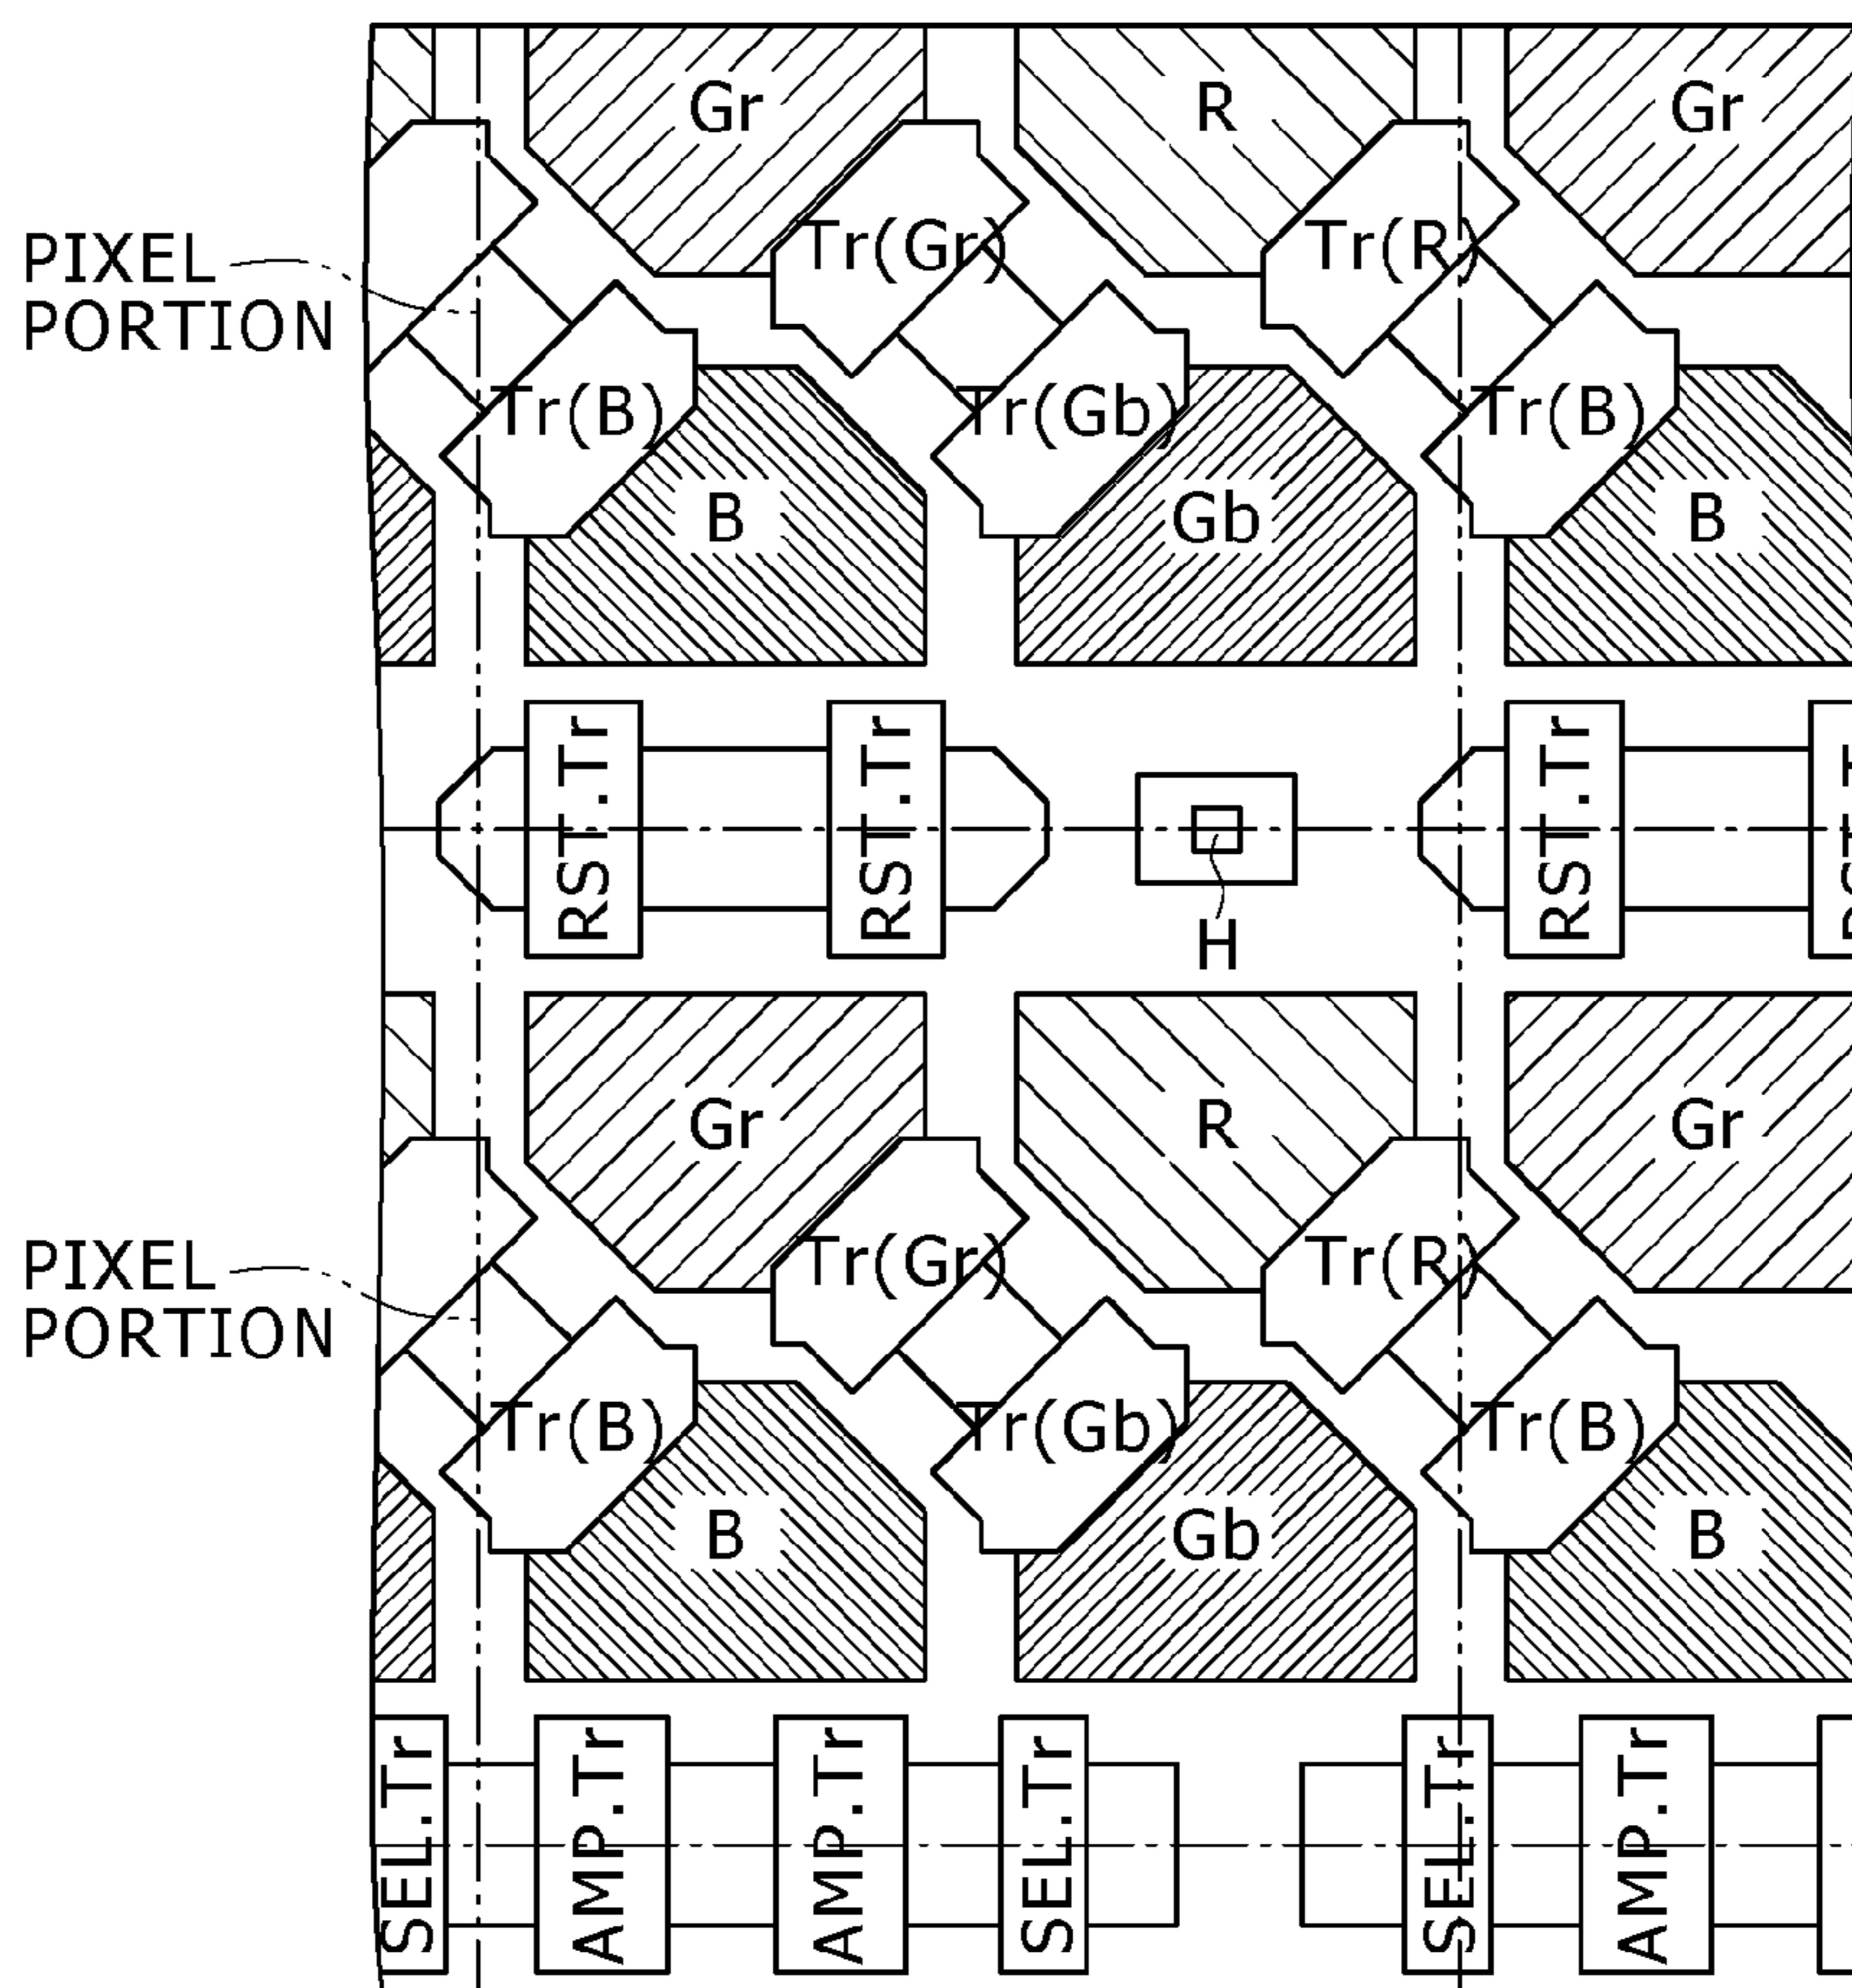 Gr R Gr
Tr(Gr) Tr(R)
PIXEL
PORTION
Tr(B) Tr(Gb) Tr(B)
B Gb B
RST.Tr RST.Tr RST.Tr
H
Gr R Gr
Tr(Gr) Tr(R)
PIXEL
PORTION
Tr(B) Tr(Gb) Tr(B)
B Gb B
SEL.Tr AMP.Tr AMP.Tr SEL.Tr SEL.Tr AMP.Tr